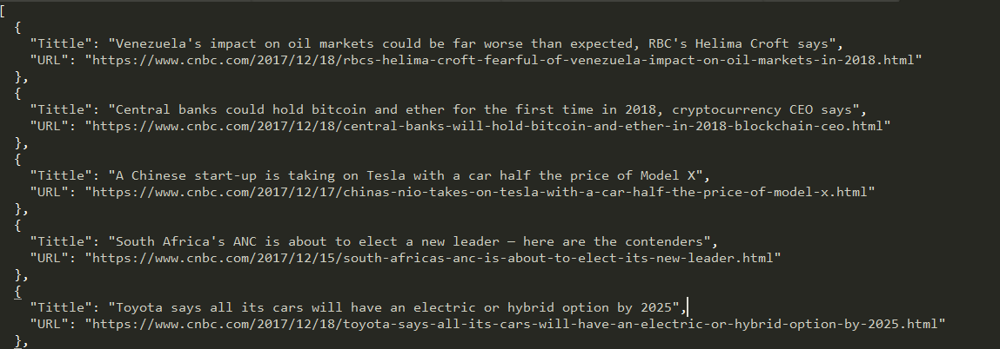 [
{
"Tittle": "Venezuela's impact on oil markets could be far worse than expected, RBC's Helima Croft says",
"URL": "https://www.cnbc.com/2017/12/18/rbcs-helima-croft-fearful-of-venezuela-impact-on-oil-markets-in-2018.html"
},
{
"Tittle": "Central banks could hold bitcoin and ether for the first time in 2018, cryptocurrency CEO says",
"URL": "https://www.cnbc.com/2017/12/18/central-banks-will-hold-bitcoin-and-ether-in-2018-blockchain-ceo.html"
},
{
"Tittle": "A Chinese start-up is taking on Tesla with a car half the price of Model X",
"URL": "https://www.cnbc.com/2017/12/17/chinas-nio-takes-on-tesla-with-a-car-half-the-price-of-model-x.html"
},
{
"Tittle": "South Africa's ANC is about to elect a new leader — here are the contenders",
"URL": "https://www.cnbc.com/2017/12/15/south-africas-anc-is-about-to-elect-its-new-leader.html"
},
{
"Tittle": "Toyota says all its cars will have an electric or hybrid option by 2025",
"URL": "https://www.cnbc.com/2017/12/18/toyota-says-all-its-cars-will-have-an-electric-or-hybrid-option-by-2025.html"
},